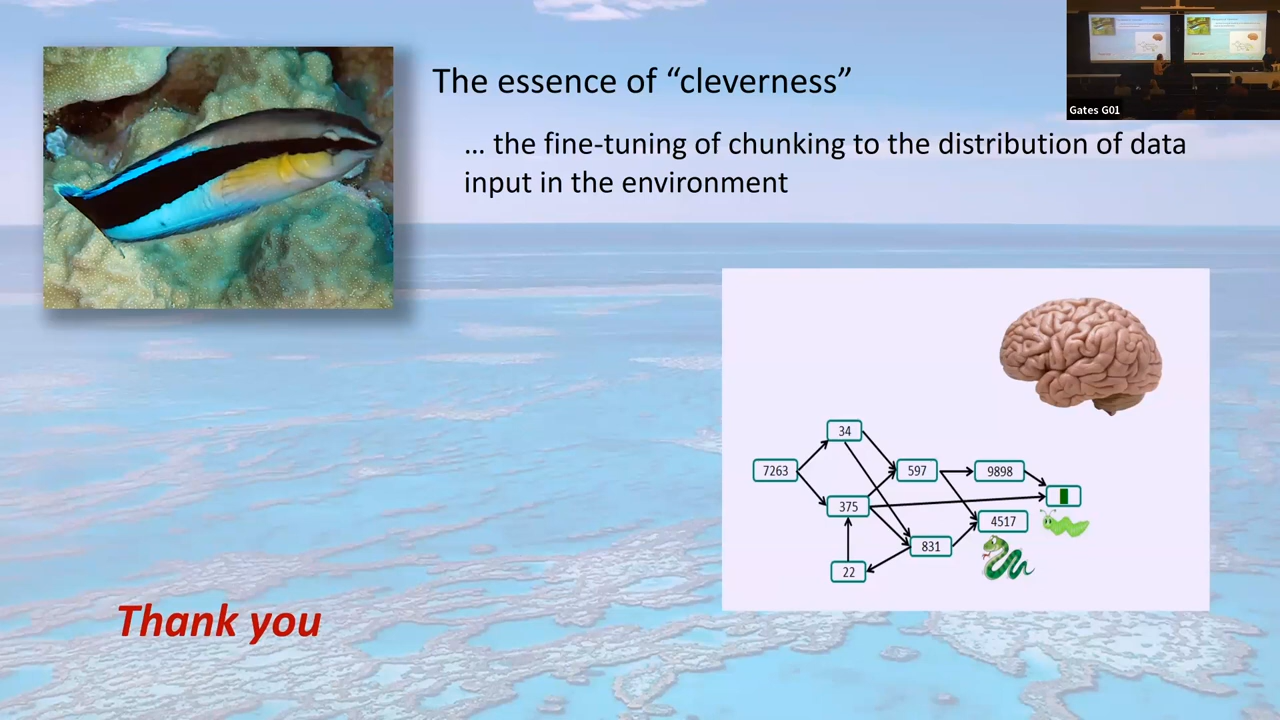 The essence of “cleverness”
... the fine-tuning of chunking to the distribution of data
input in the environment
Gates G01
34
7263
597
9898
375
4517
831
22
Thank you